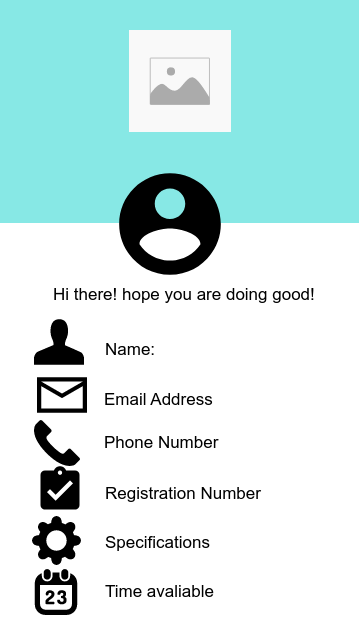 Hi there! hope you are doing good!
Name:
Email Address
Phone Number
Registration Number
Specifications
23
Time avaliable